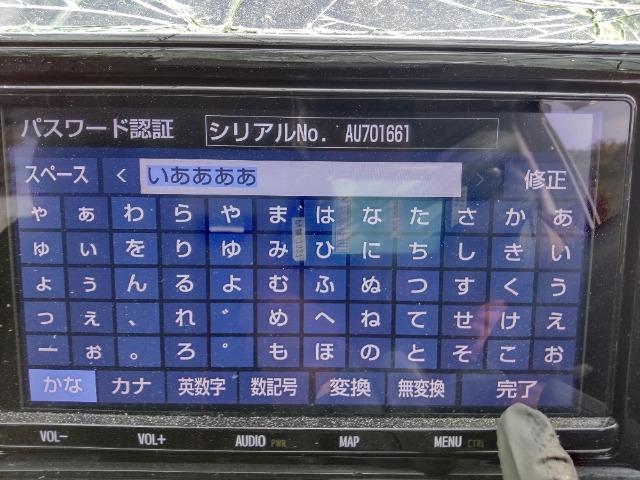 パスワード認証 シリアルNo. AU701661
スペース < いああああ > 修正
ゃ ぁ わ ら や ま は な た さ か あ
ゅ ぃ を り ゆ み ひ に ち し き い
ょ ぅ ん る よ む ふ ぬ つ す く う
っ ぇ 、 れ ゛ め へ ね て せ け え
ー ぉ 。 ろ ゜ も ほ の と そ こ お
かな カナ 英数字 数記号 変換 無変換 完了
VOL- VOL+ AUDIO PWR MAP MENU CTRL